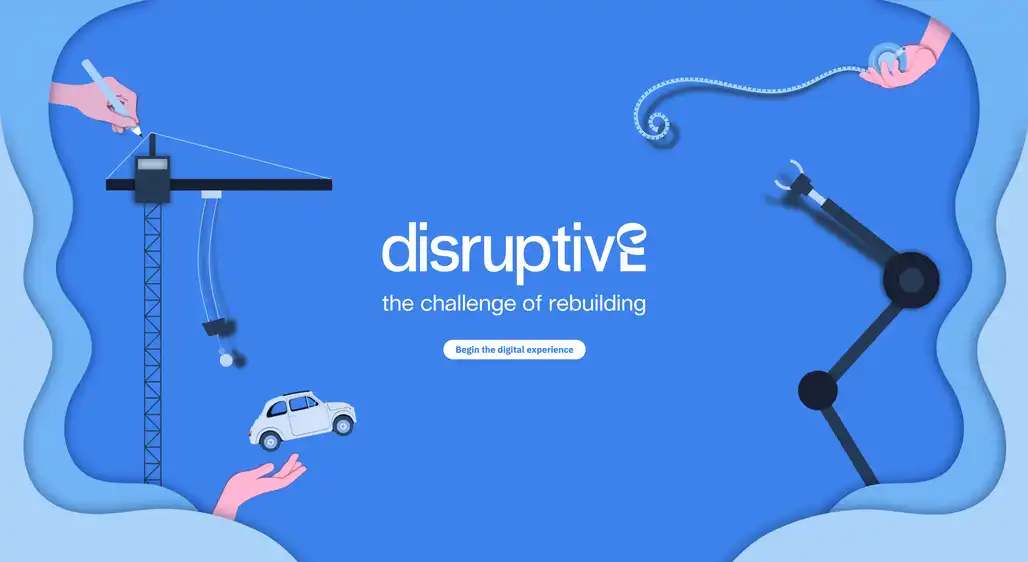 disruptive
the challenge of rebuilding
Begin the digital experience